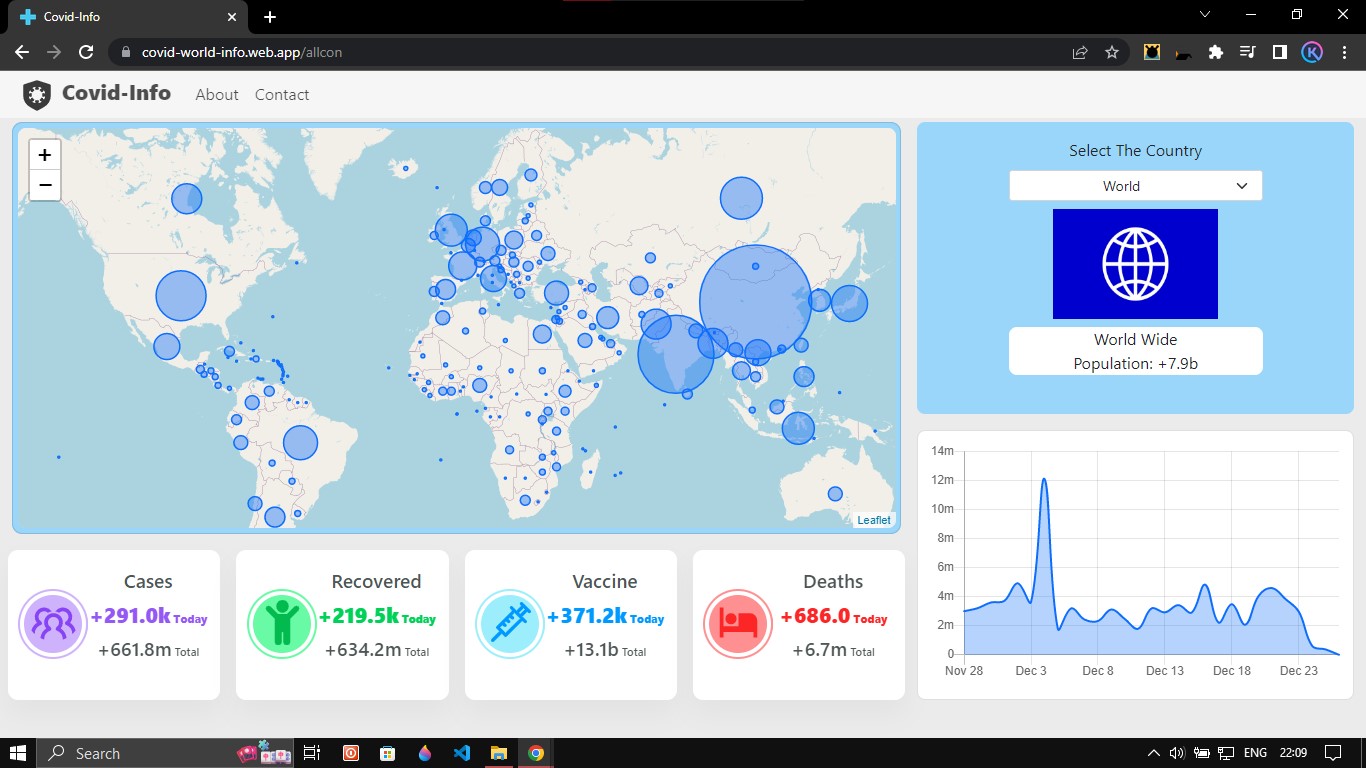 Covid-Info
covid-world-info.web.app/allcon
Covid-Info
About
Contact
+
−
Leaflet
Select The Country
World
World Wide
Population: +7.9b
Cases
+291.0k Today
+661.8m Total
Recovered
+219.5k Today
+634.2m Total
Vaccine
+371.2k Today
+13.1b Total
Deaths
+686.0 Today
+6.7m Total
14m
12m
10m
8m
6m
4m
2m
0
Nov 28 Dec 3 Dec 8 Dec 13 Dec 18 Dec 23
Search
ENG
22:09